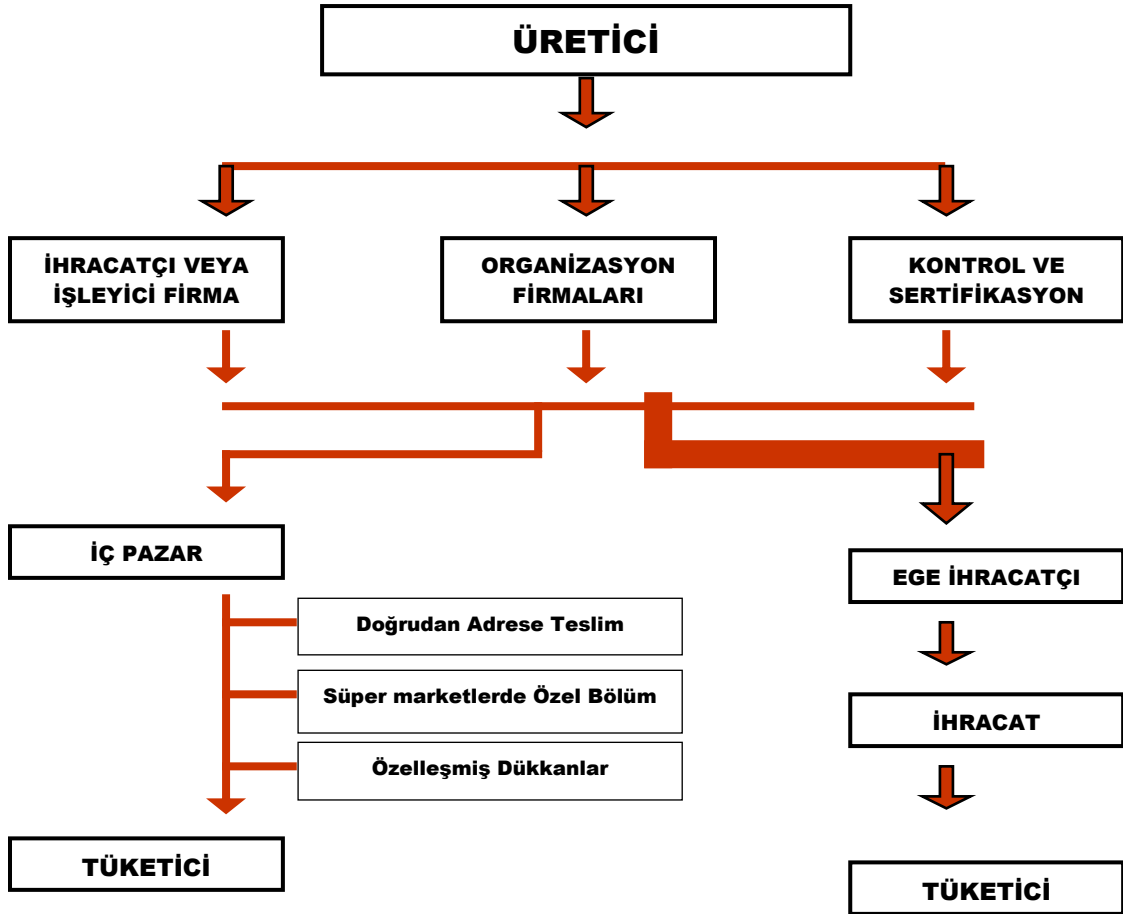 ÜRETİCİ
İHRACATÇI VEYA
İŞLEYİCİ FİRMA
ORGANİZASYON
FİRMALARI
KONTROL VE
SERTİFİKASYON
İÇ PAZAR
EGE İHRACATÇI
Doğrudan Adrese Teslim
Süper marketlerde Özel Bölüm
İHRACAT
Özelleşmiş Dükkanlar
TÜKETİCİ
TÜKETİCİ